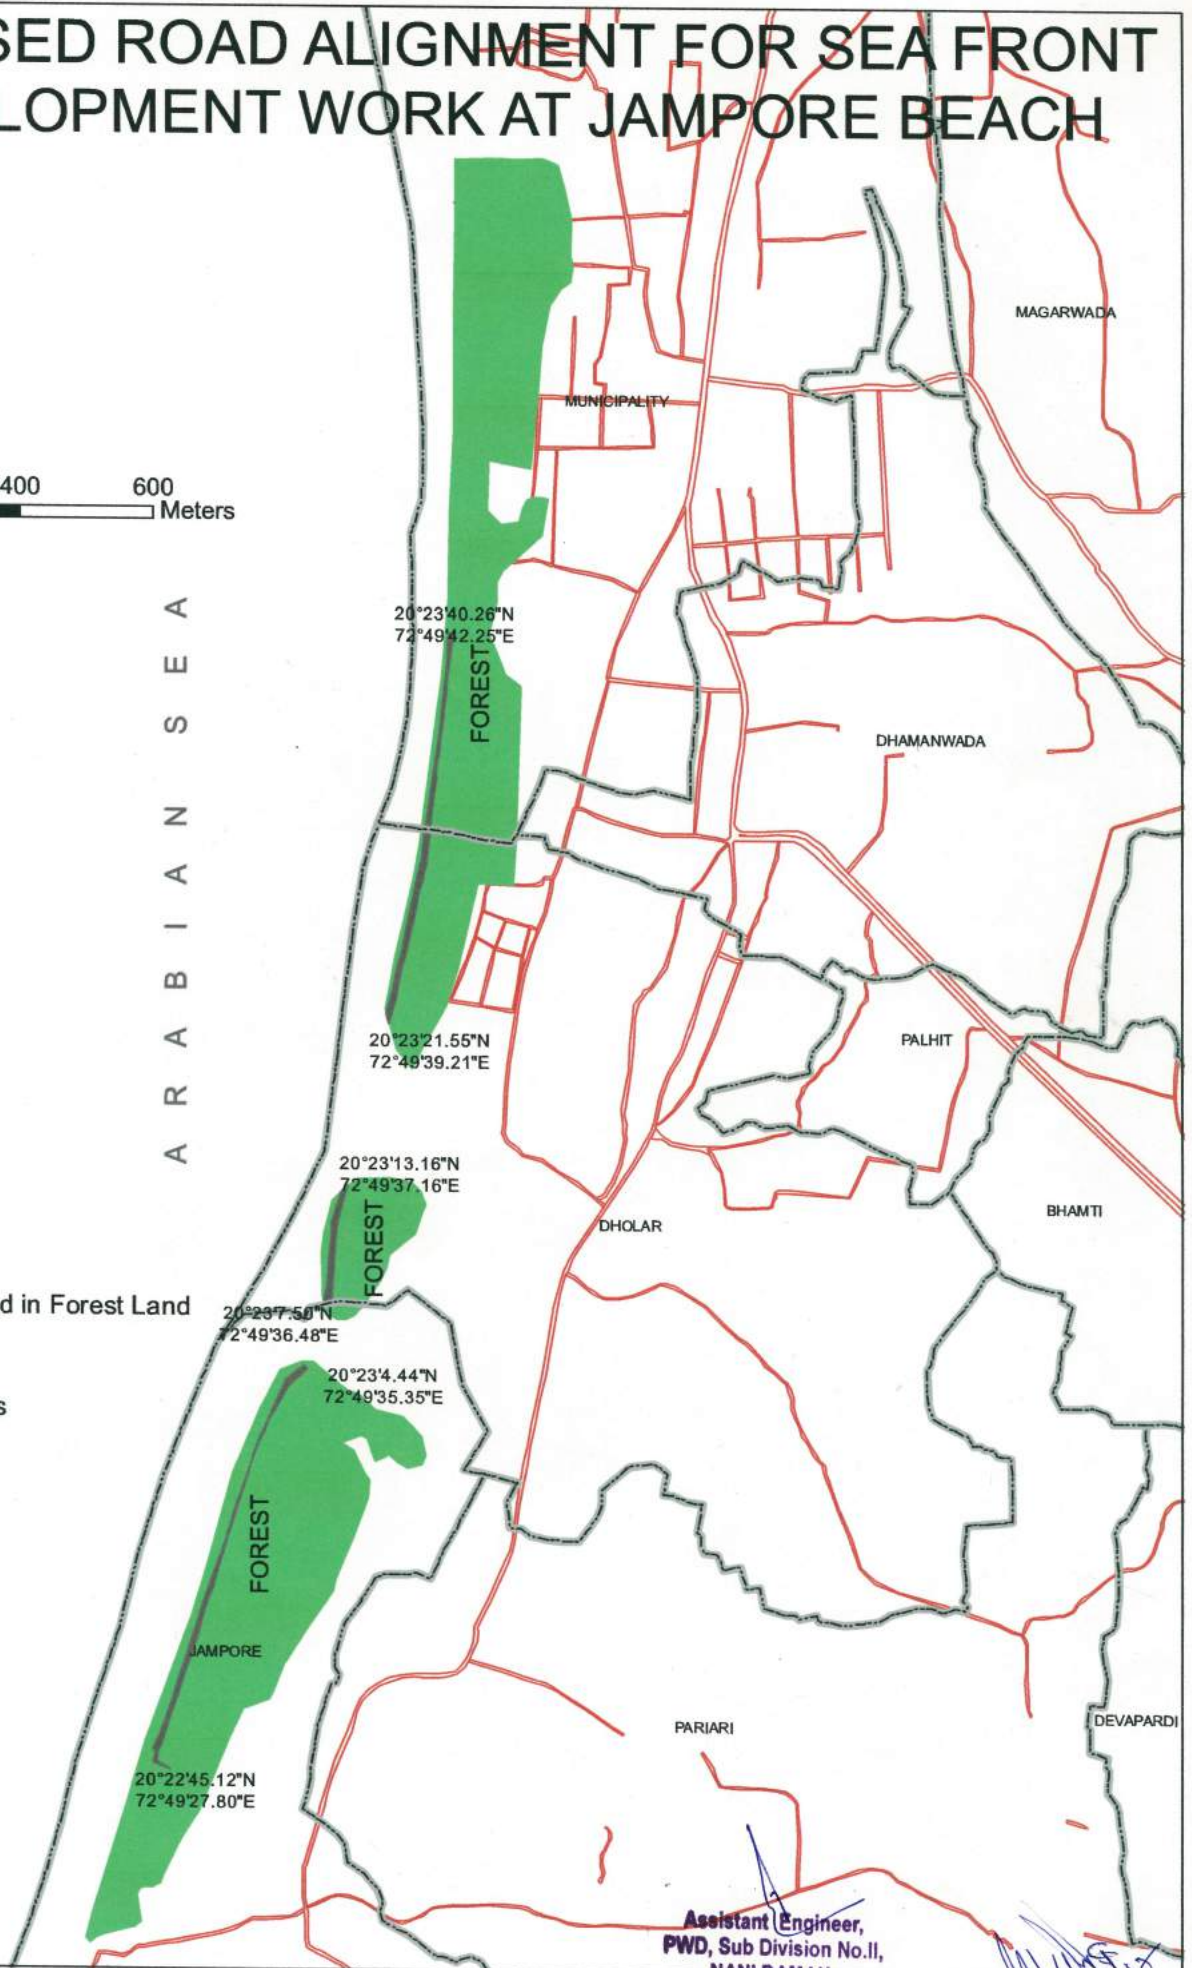 SED ROAD ALIGNMENT FOR SEA FRONT
LOPMENT WORK AT JAMPORE BEACH
MAGARWADA
MUNICIPALITY
400 600
Meters
ARABIAN SEA
20°23'40.26"N
72°49'42.25"E
FOREST
DHAMANWADA
20°23'21.55"N
72°49'39.21"E
PALHIT
20°23'13.16"N
72°49'37.16"E
FOREST
DHOLAR
BHAMTI
d in Forest Land
20°23'7.50"N
72°49'36.48"E
20°23'4.44"N
72°49'35.35"E
s
FOREST
JAMPORE
PARIARI
DEVAPARDI
20°22'45.12"N
72°49'27.80"E
Assistant Engineer,
PWD, Sub Division No.II,